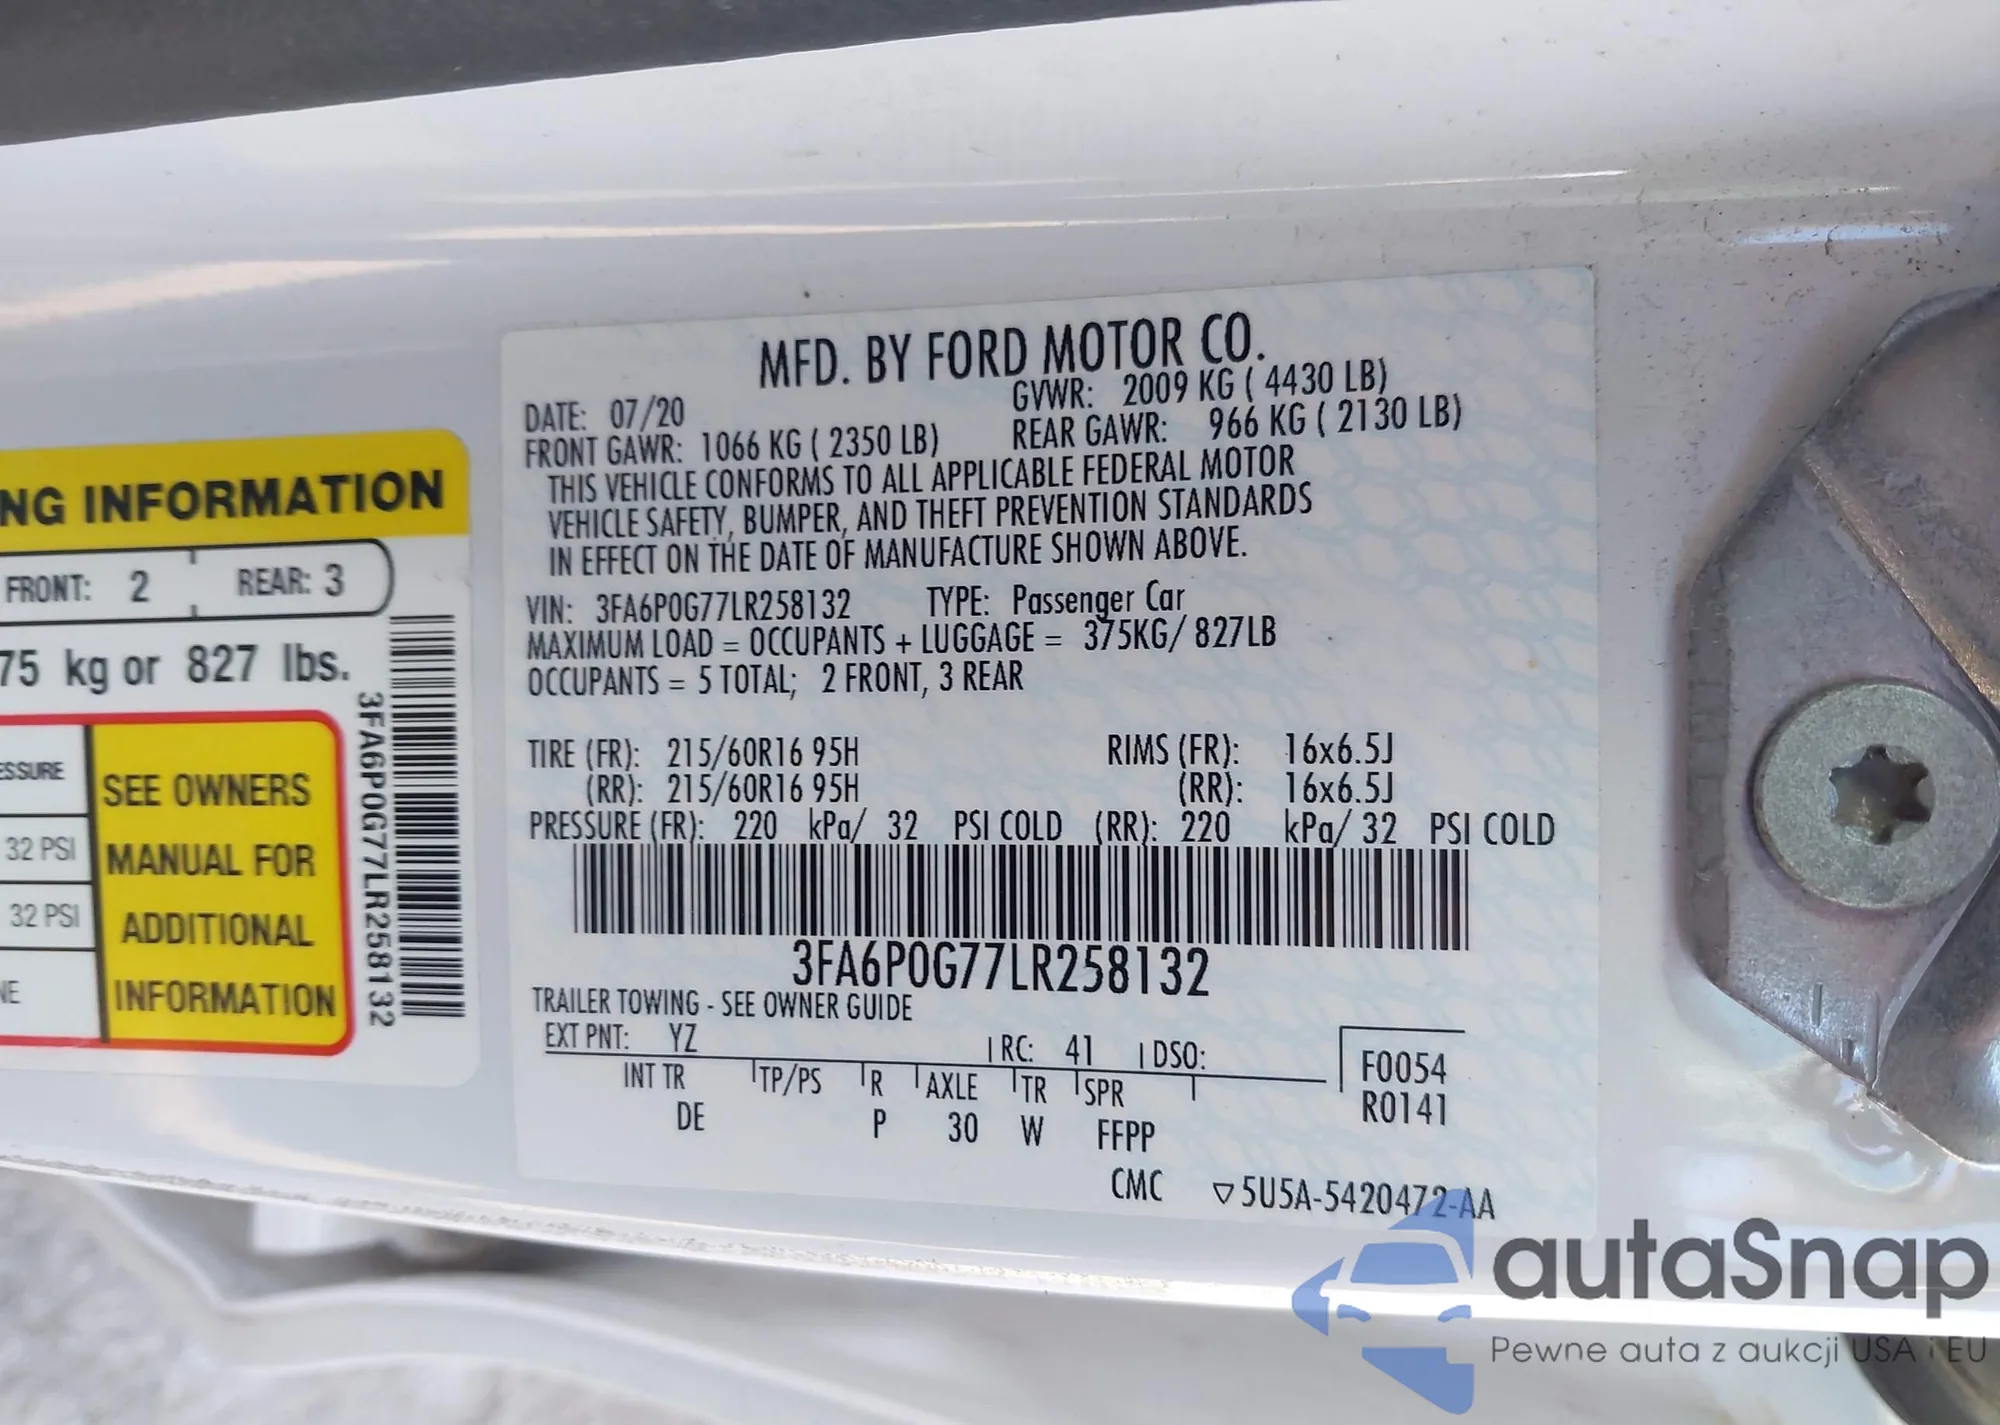 NG INFORMATION
FRONT: 2 REAR: 3
75 kg or 827 lbs.
ESSURE
32 PSI
32 PSI
NE
SEE OWNERS
MANUAL FOR
ADDITIONAL
INFORMATION
3FA6P0G77LR258132
MFD. BY FORD MOTOR CO.
DATE: 07/20 GVWR: 2009 KG ( 4430 LB)
FRONT GAWR: 1066 KG ( 2350 LB) REAR GAWR: 966 KG ( 2130 LB)
THIS VEHICLE CONFORMS TO ALL APPLICABLE FEDERAL MOTOR
VEHICLE SAFETY, BUMPER, AND THEFT PREVENTION STANDARDS
IN EFFECT ON THE DATE OF MANUFACTURE SHOWN ABOVE.
VIN: 3FA6P0G77LR258132 TYPE: Passenger Car
MAXIMUM LOAD = OCCUPANTS + LUGGAGE = 375KG/ 827LB
OCCUPANTS = 5 TOTAL; 2 FRONT, 3 REAR
TIRE (FR): 215/60R16 95H RIMS (FR): 16x6.5J
(RR): 215/60R16 95H (RR): 16x6.5J
PRESSURE (FR): 220 kPa/ 32 PSI COLD (RR): 220 kPa/ 32 PSI COLD
3FA6P0G77LR258132
TRAILER TOWING - SEE OWNER GUIDE
EXT PNT: YZ RC: 41 DSO:
INT TR TP/PS R AXLE TR SPR
DE P 30 W FFPP
F0054
R0141
CMC ▽5U5A-5420472-AA
autaSnap
Pewne auta z aukcji USA i EU